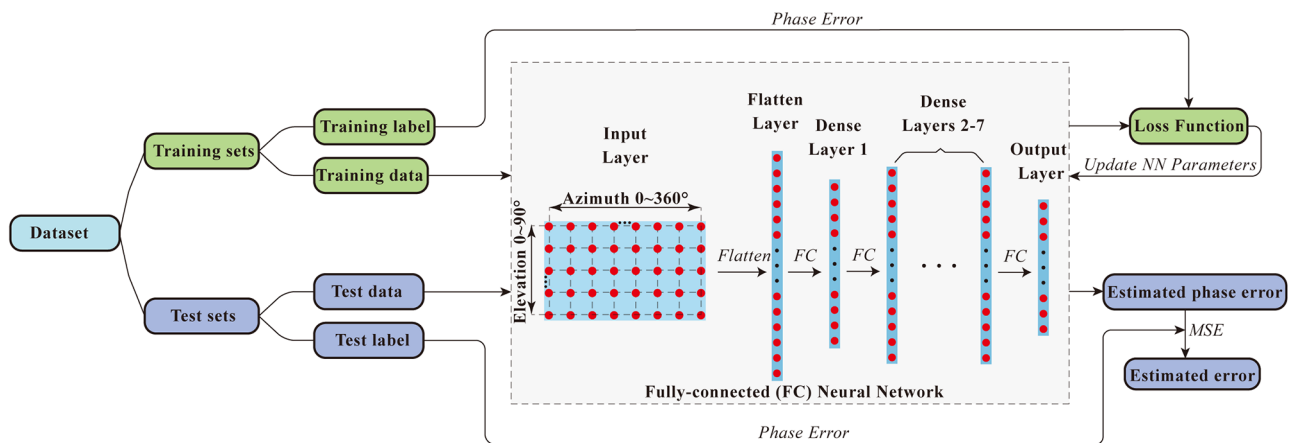 Phase Error
Training label
Training sets
Training data
Dataset
Test data
Test sets
Test label
Input
Layer
Azimuth 0~360°
...
Elevation 0~90°
...
Flatten
Flatten
Layer
FC
Dense
Layer 1
FC
Dense
Layers 2-7
· · ·
FC
Output
Layer
Fully-connected (FC) Neural Network
Loss Function
Update NN Parameters
Estimated phase error
MSE
Estimated error
Phase Error